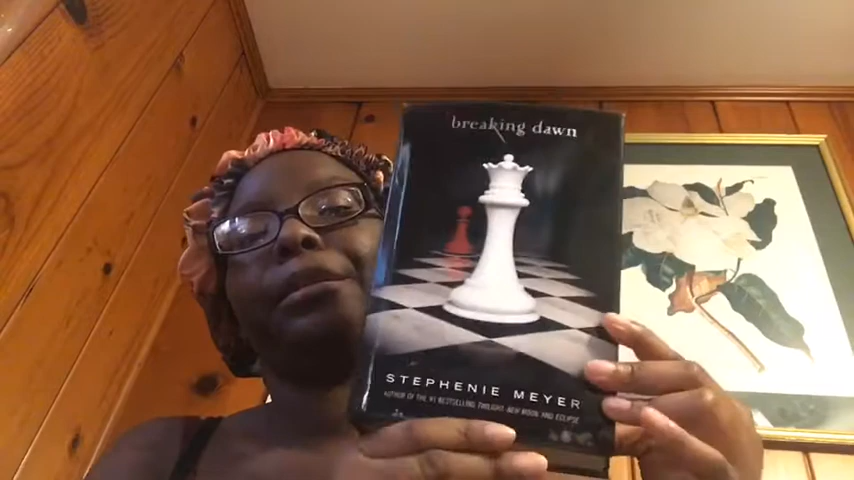 breaking dawn
STEPHENIE MEYER
AUTHOR OF THE #1 BESTSELLING TWILIGHT, NEW MOON, AND ECLIPSE